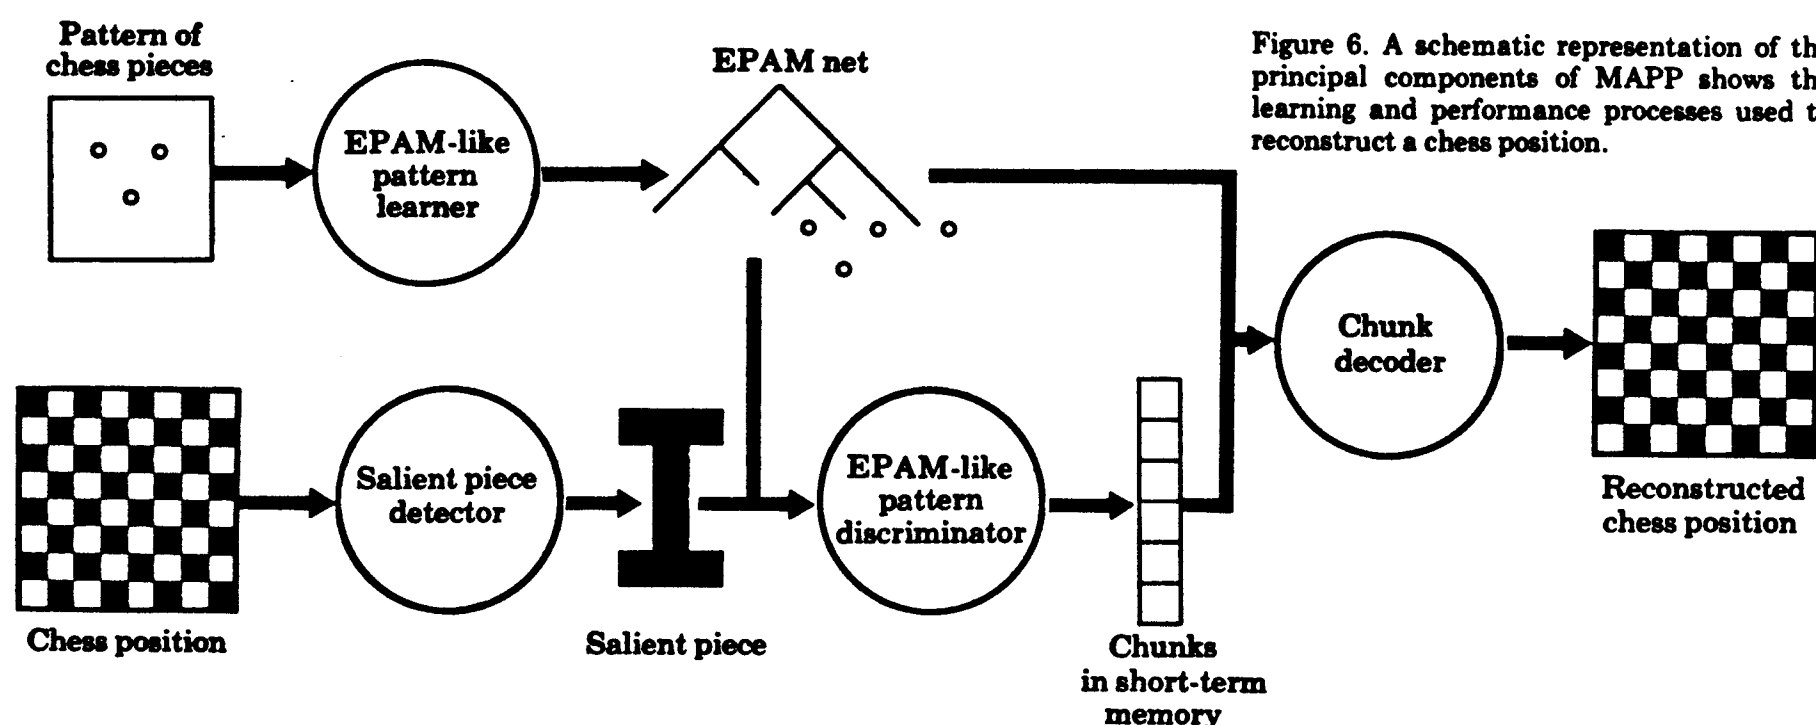 Pattern of
chess pieces
EPAM-like
pattern
learner
EPAM net
Figure 6. A schematic representation of
principal components of MAPP shows
learning and performance processes used
reconstruct a chess position.
Chunk
decoder
Reconstructed
chess position
Salient piece
detector
EPAM-like
pattern
discriminator
Chess position
Salient piece
Chunks
in short-term
memory